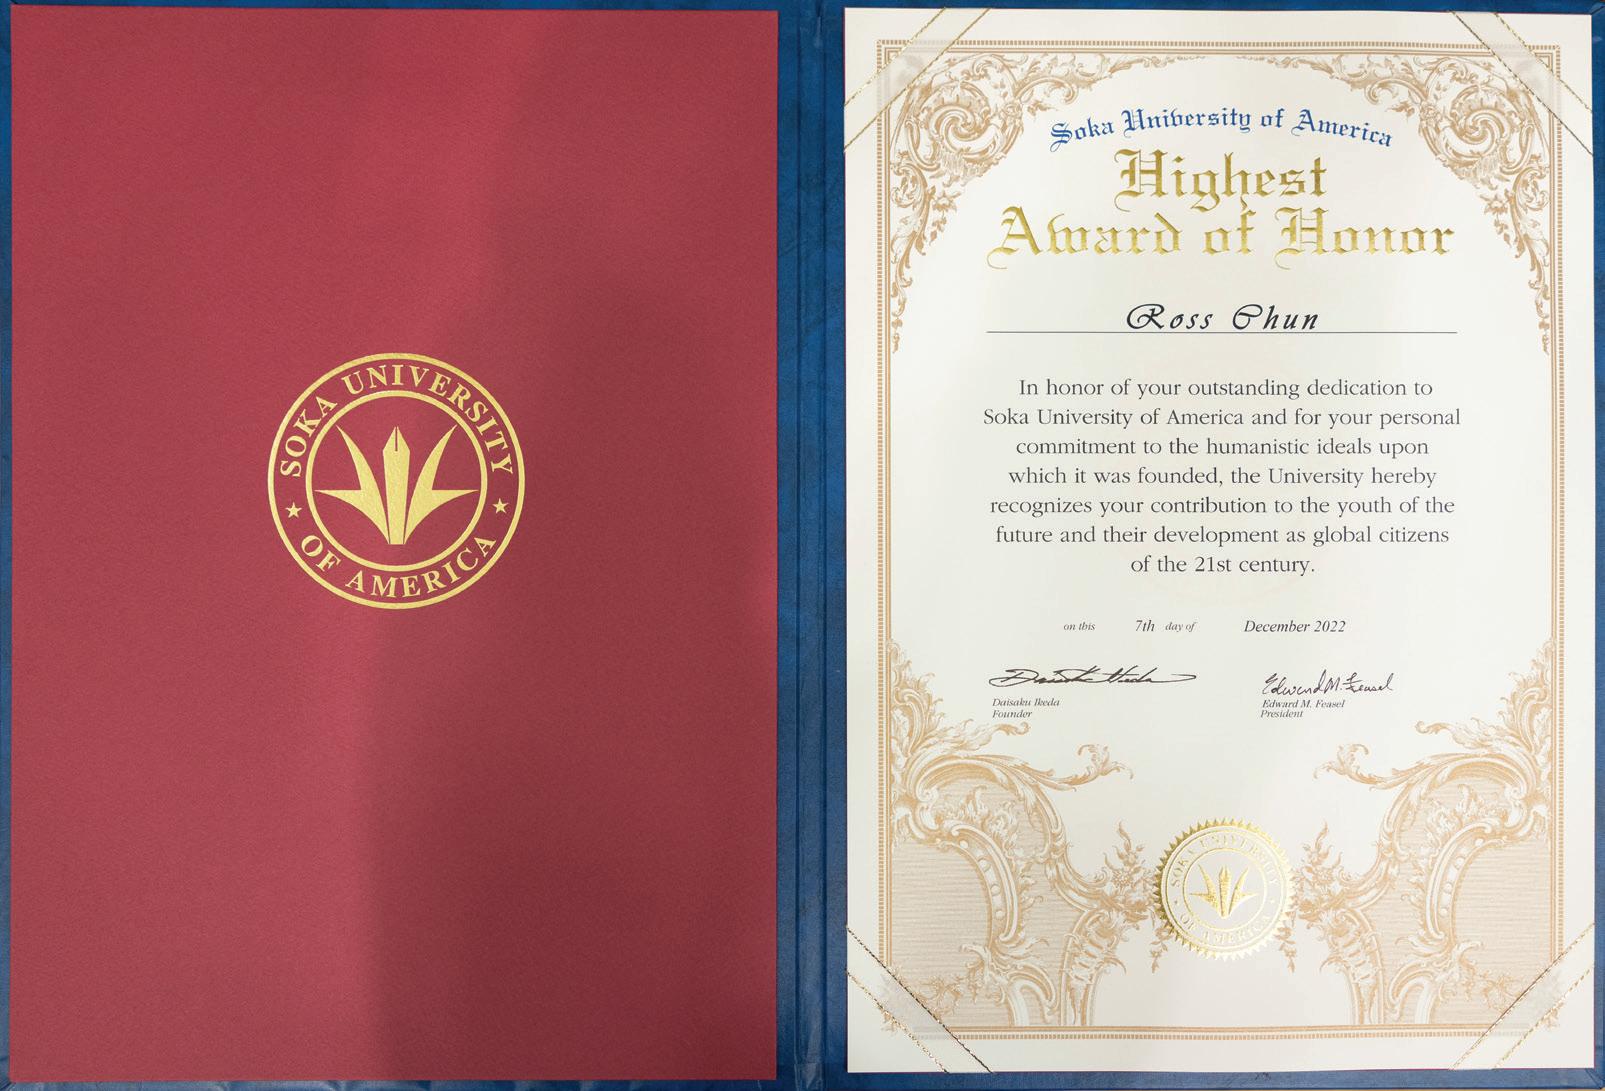 SOKA UNIVERSITY
OF AMERICA
Soka University of America
Highest
Award of Honor
Ross Chun
In honor of your outstanding dedication to
Soka University of America and for your personal
commitment to the humanistic ideals upon
which it was founded, the University hereby
recognizes your contribution to the youth of the
future and their development as global citizens
of the 21st century.
on this 7th day of December 2022
Daisaku Ikeda Edward M. Feasel
Daisaku Ikeda Edward M. Feasel
Founder President
SOKA UNIVERSITY
OF AMERICA